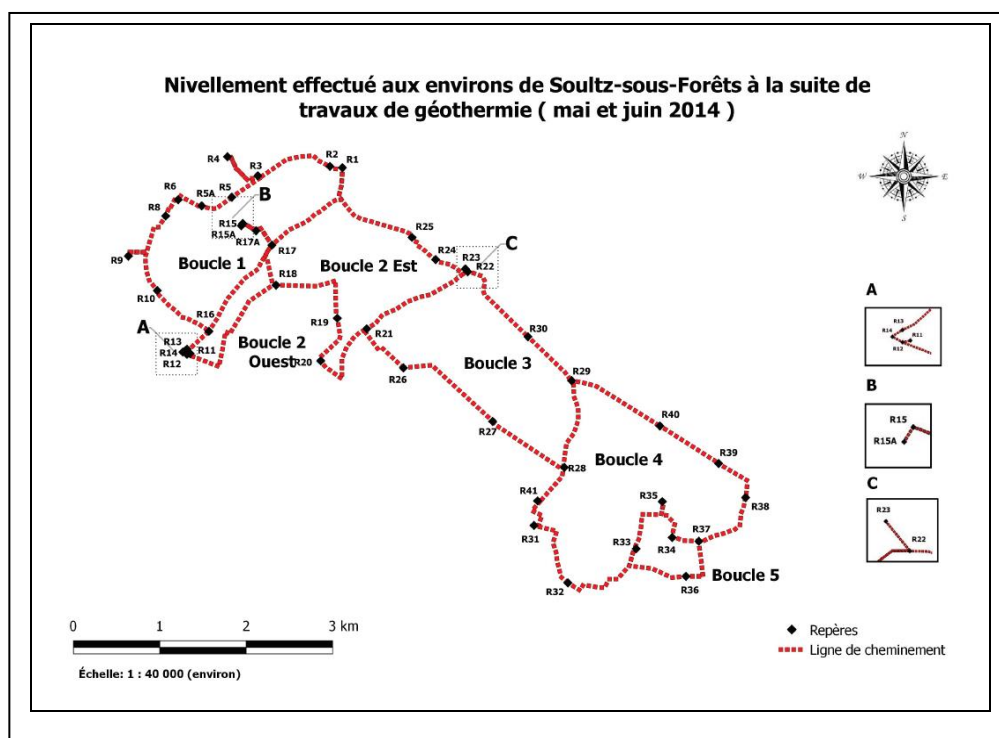 Nivellement effectué aux environs de Soultz-sous-Forêts à la suite de
travaux de géothermie ( mai et juin 2014 )
N
W
E
S
R4
R3
R2
R1
R6
R5A
R5
B
R8
R15
R15A
R17A
R17
R25
R24
C
R23
R22
R9
Boucle 1
Boucle 2 Est
R18
R10
R16
R19
R21
R30
A
R13
R14
R11
R12
Boucle 2
Ouest
R20
R26
Boucle 3
R29
R27
R40
R28
Boucle 4
R39
R41
R35
R38
R31
R33
R34
R37
R32
R36
Boucle 5
A
R13
R14
R11
R12
B
R15
R15A
C
R23
R22
0
1
2
3 km
Échelle: 1 : 40 000 (environ)
Repères
Ligne de cheminement